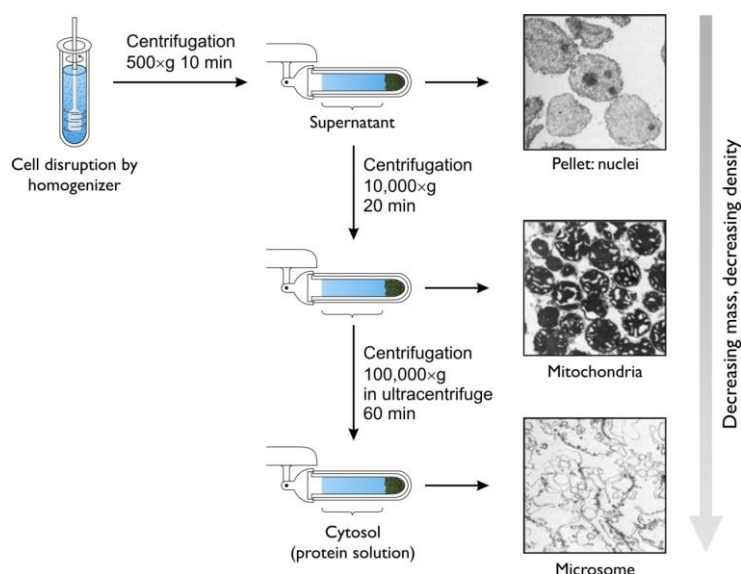 Centrifugation
500×g 10 min
Cell disruption by
homogenizer
Supernatant
Pellet: nuclei
Centrifugation
10,000×g
20 min
Mitochondria
Centrifugation
100,000×g
in ultracentrifuge
60 min
Cytosol
(protein solution)
Microsome
Decreasing mass, decreasing density